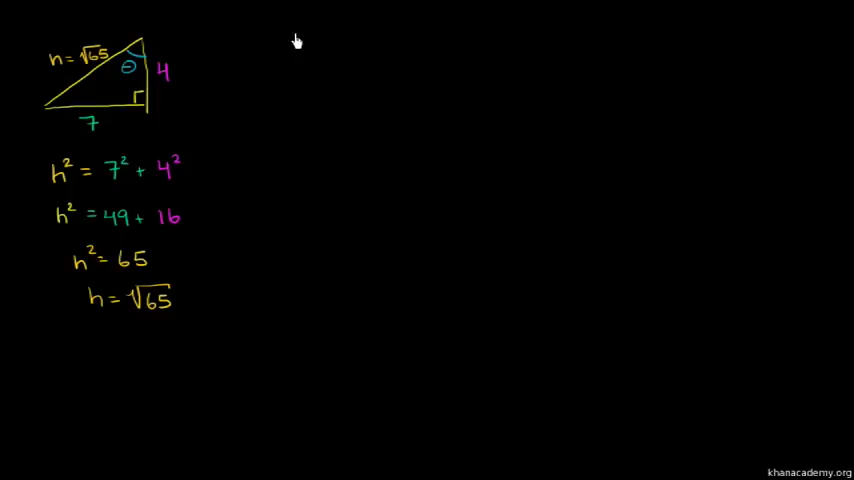 h = √65
θ
4
7
h² = 7² + 4²
h² = 49 + 16
h² = 65
h = √65
khanacademy.org